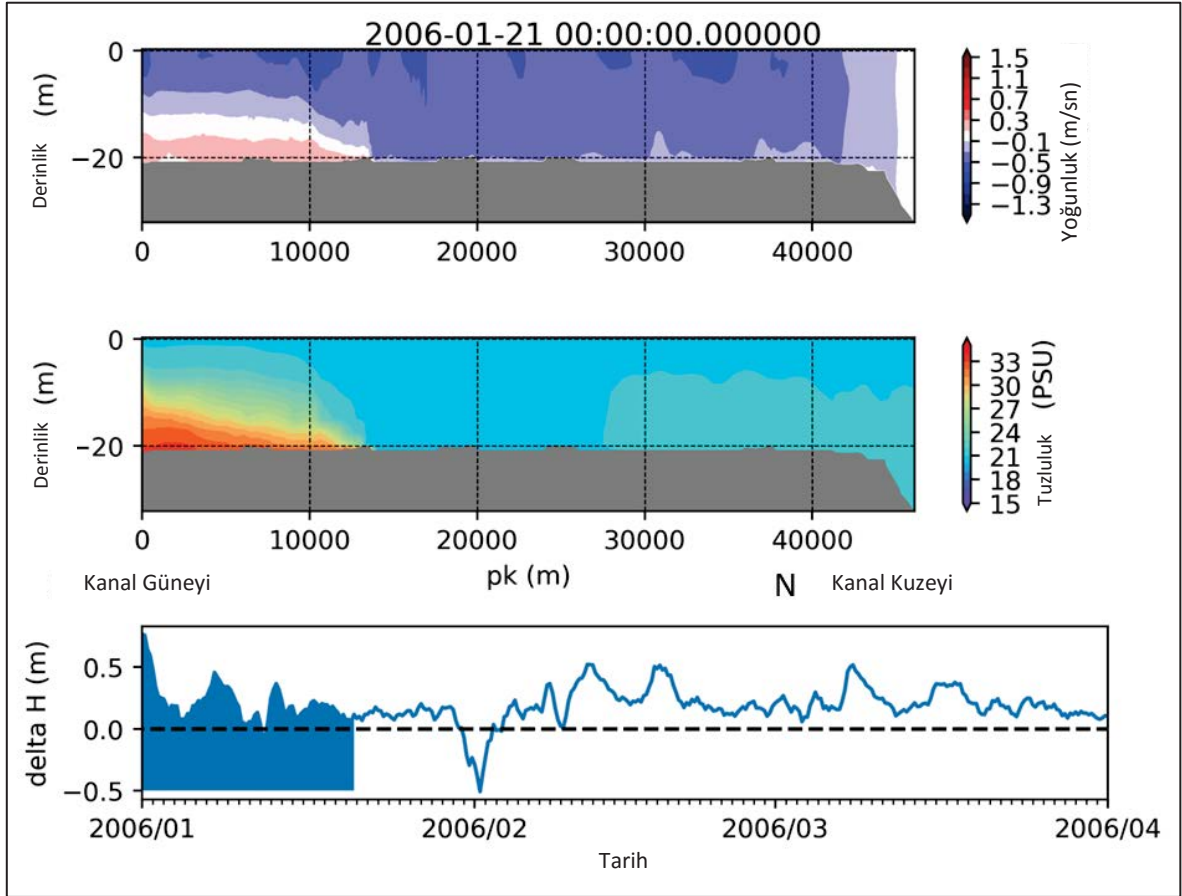 2006-01-21 00:00:00.000000
0
−20
Derinlik (m)
0 10000 20000 30000 40000
1.5
1.1
0.7
0.3
−0.1
−0.5
−0.9
−1.3
Yoğunluk (m/sn)
0
−20
Derinlik (m)
0 10000 20000 30000 40000
pk (m)
33
30
27
24
21
18
15
Tuzluluk (PSU)
Kanal Güneyi N Kanal Kuzeyi
delta H (m)
0.5
0.0
−0.5
2006/01 2006/02 2006/03 2006/04
Tarih